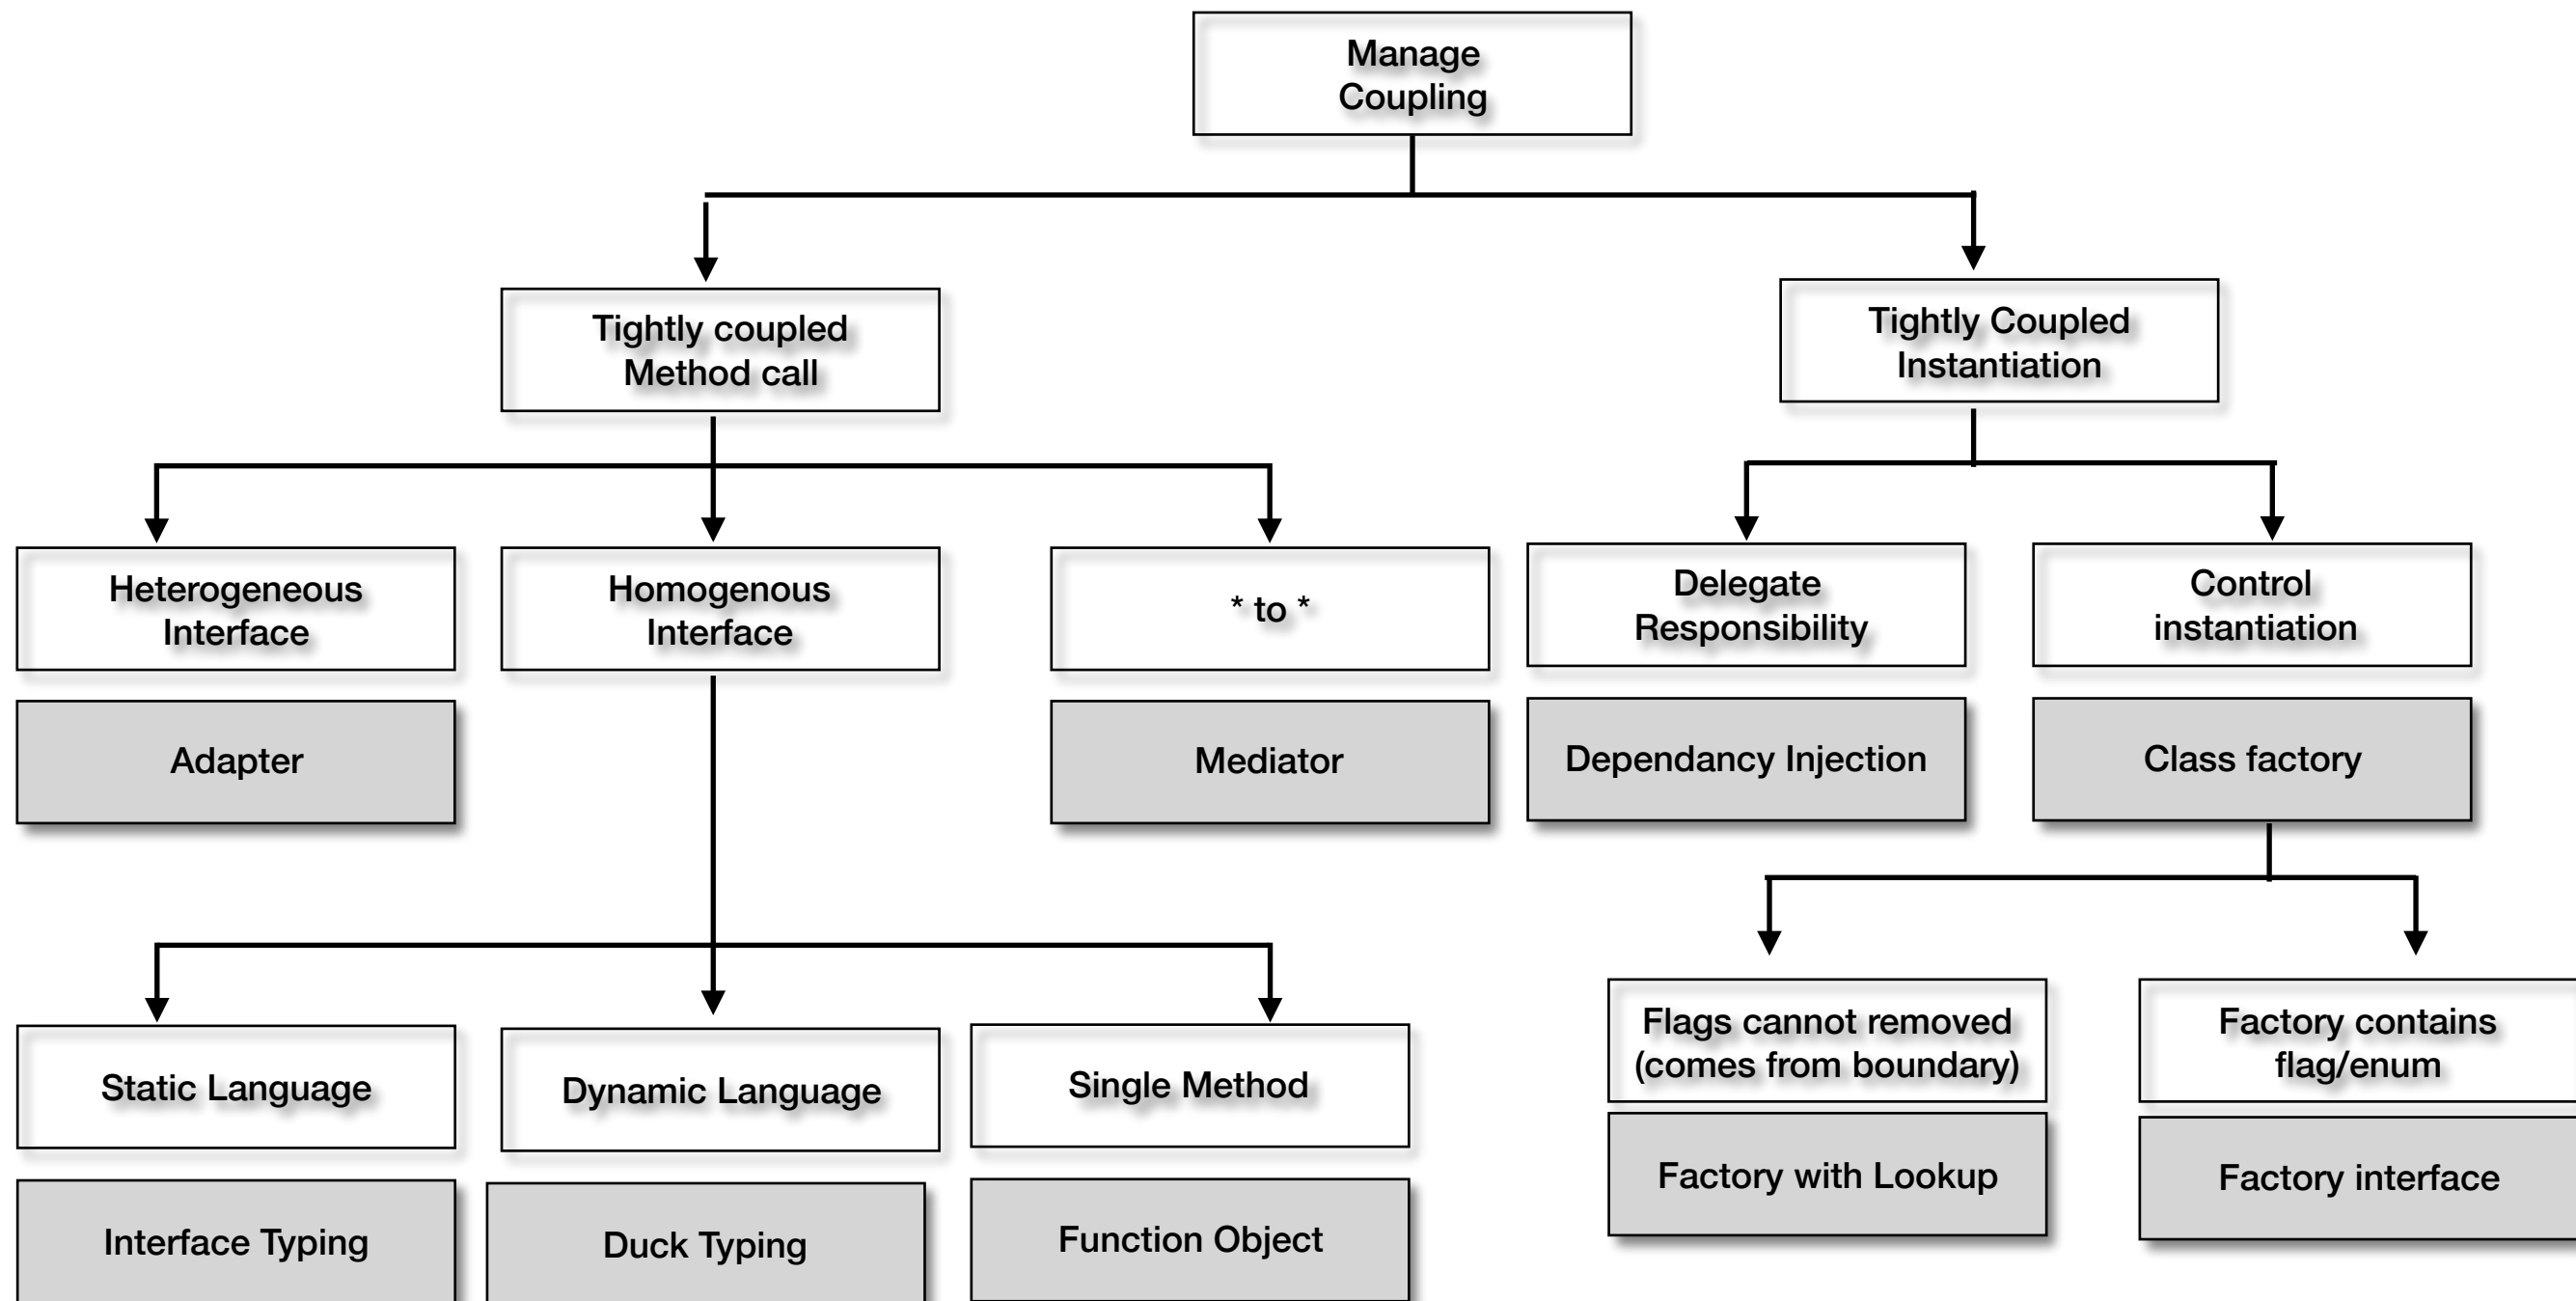 Manage
Coupling
Tightly coupled
Method call
Tightly Coupled
Instantiation
Heterogeneous
Interface
Homogenous
Interface
* to *
Delegate
Responsibility
Control
instantiation
Adapter
Mediator
Dependancy Injection
Class factory
Static Language
Dynamic Language
Single Method
Flags cannot removed
(comes from boundary)
Factory contains
flag/enum
Interface Typing
Duck Typing
Function Object
Factory with Lookup
Factory interface